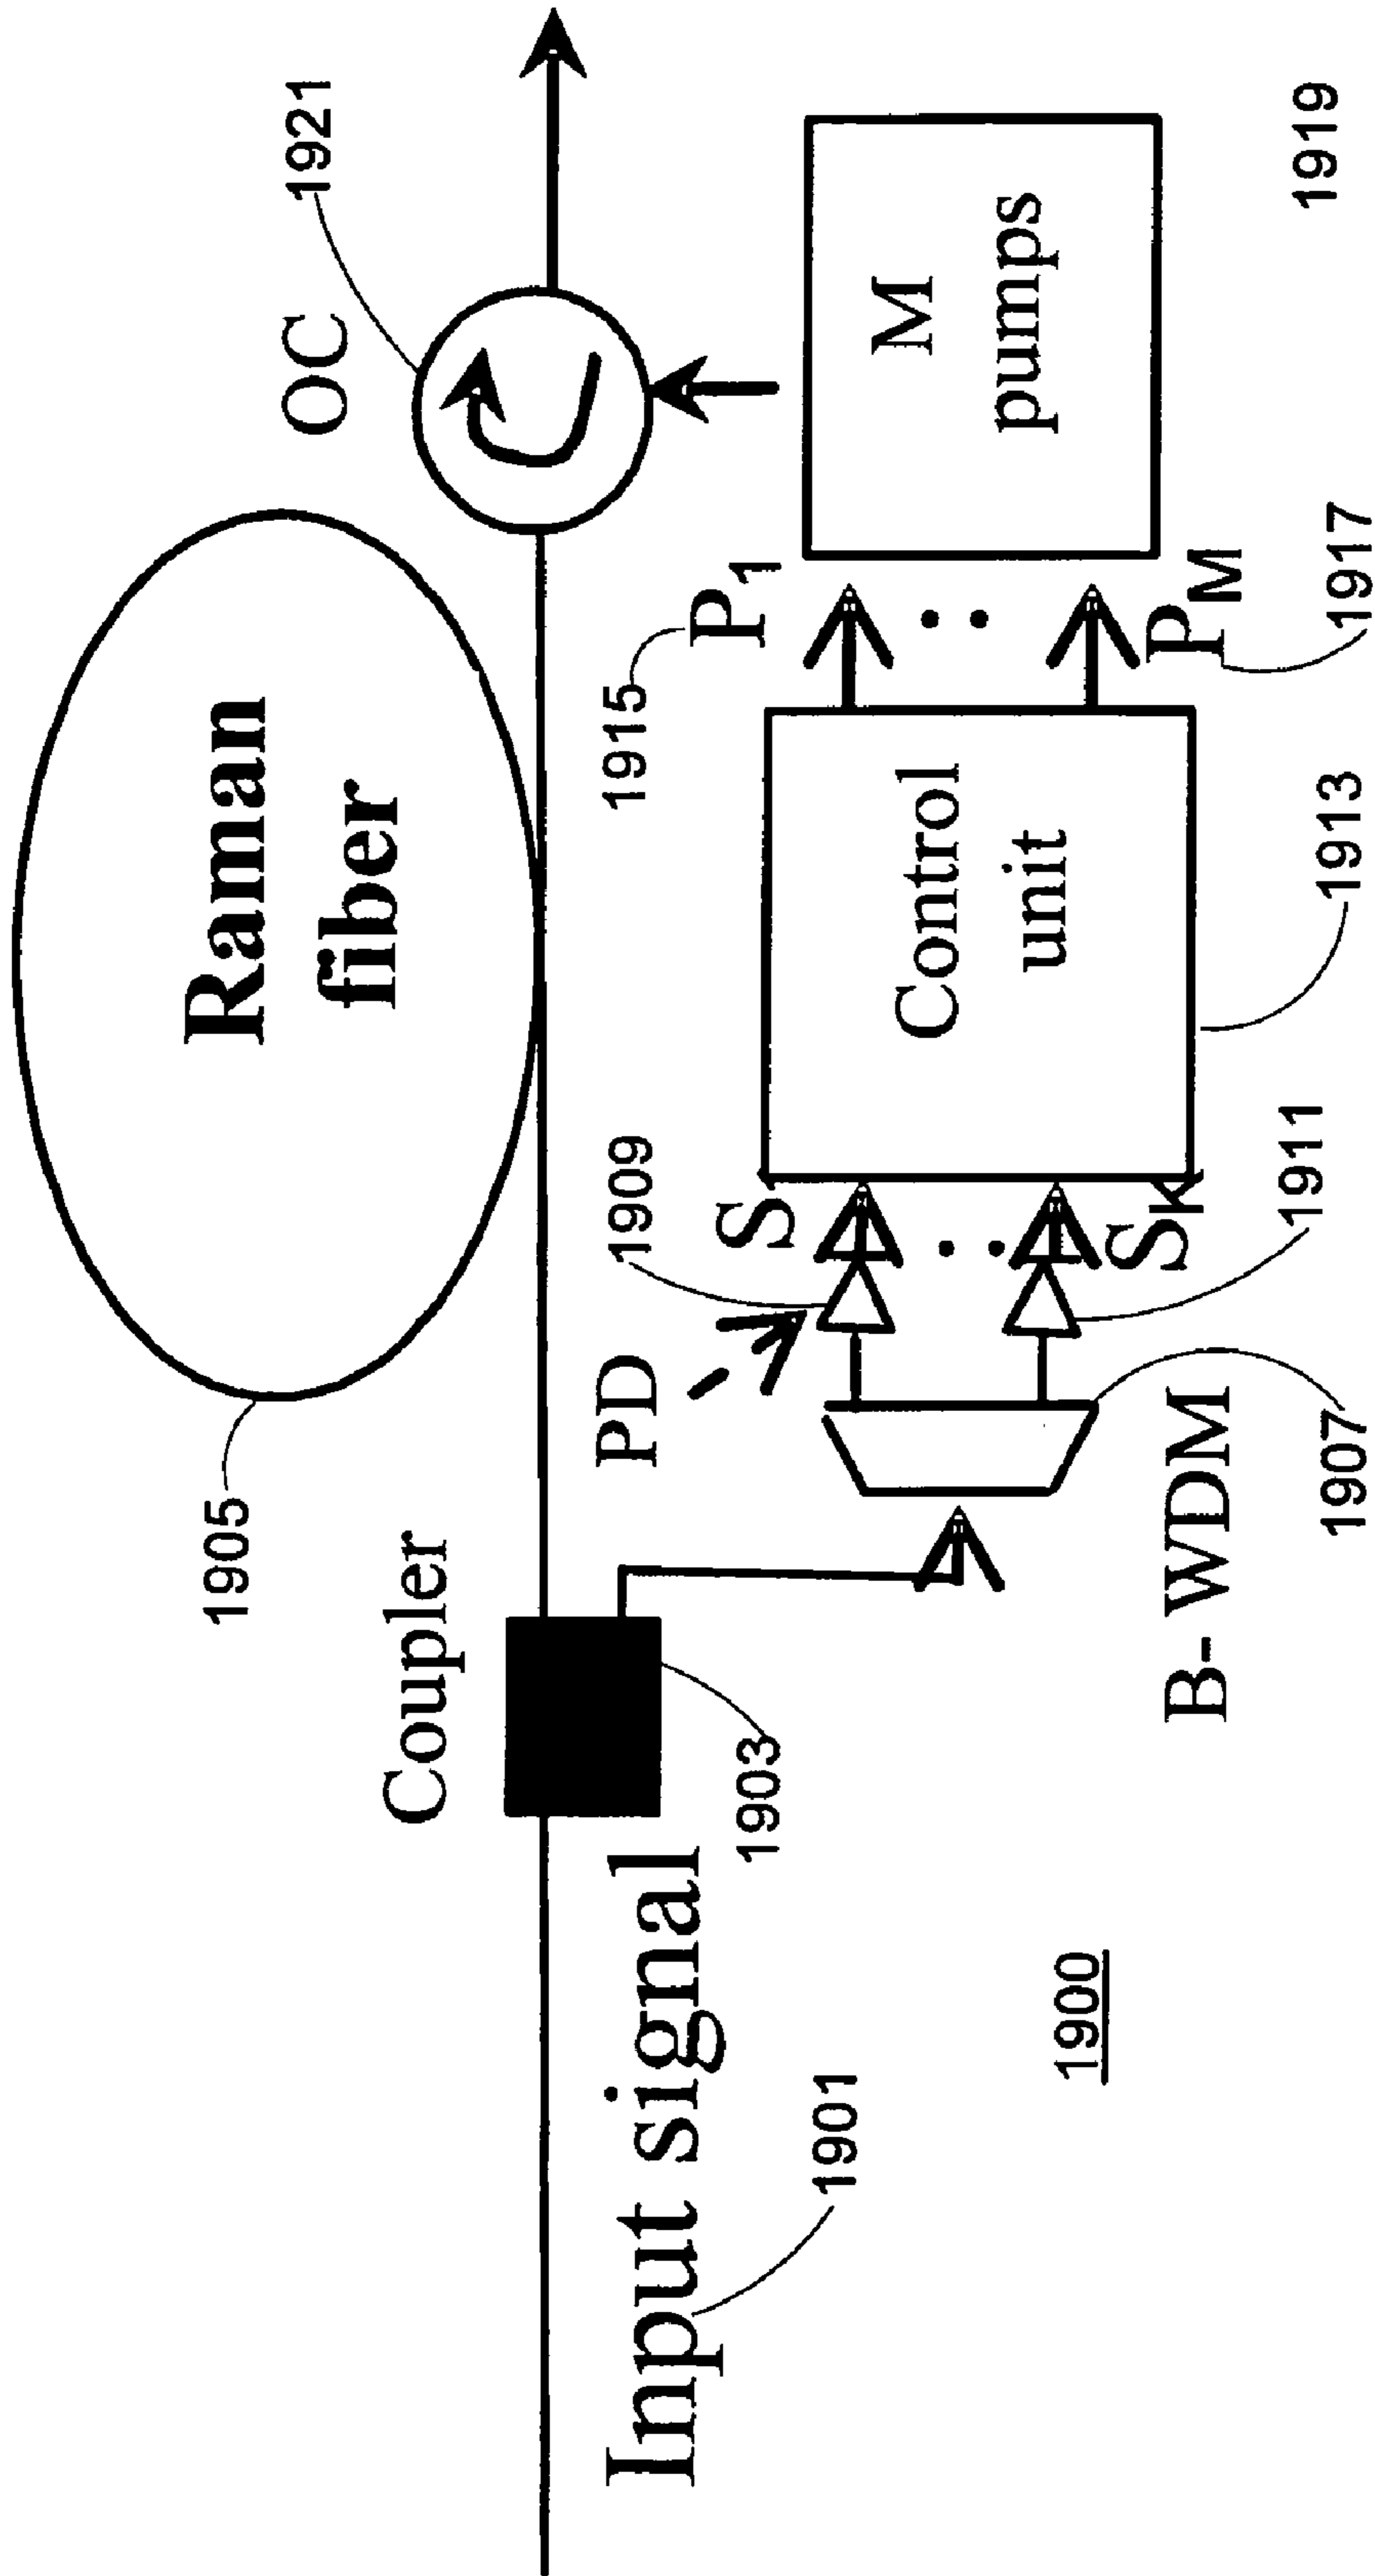 Raman
fiber
1905
Coupler
OC
1921
Input signal
1901
1903
PD
1909
1915
S
P1
Control
unit
M
pumps
SK
PM
B- WDM
1907
1911
1913
1917
1919
1900